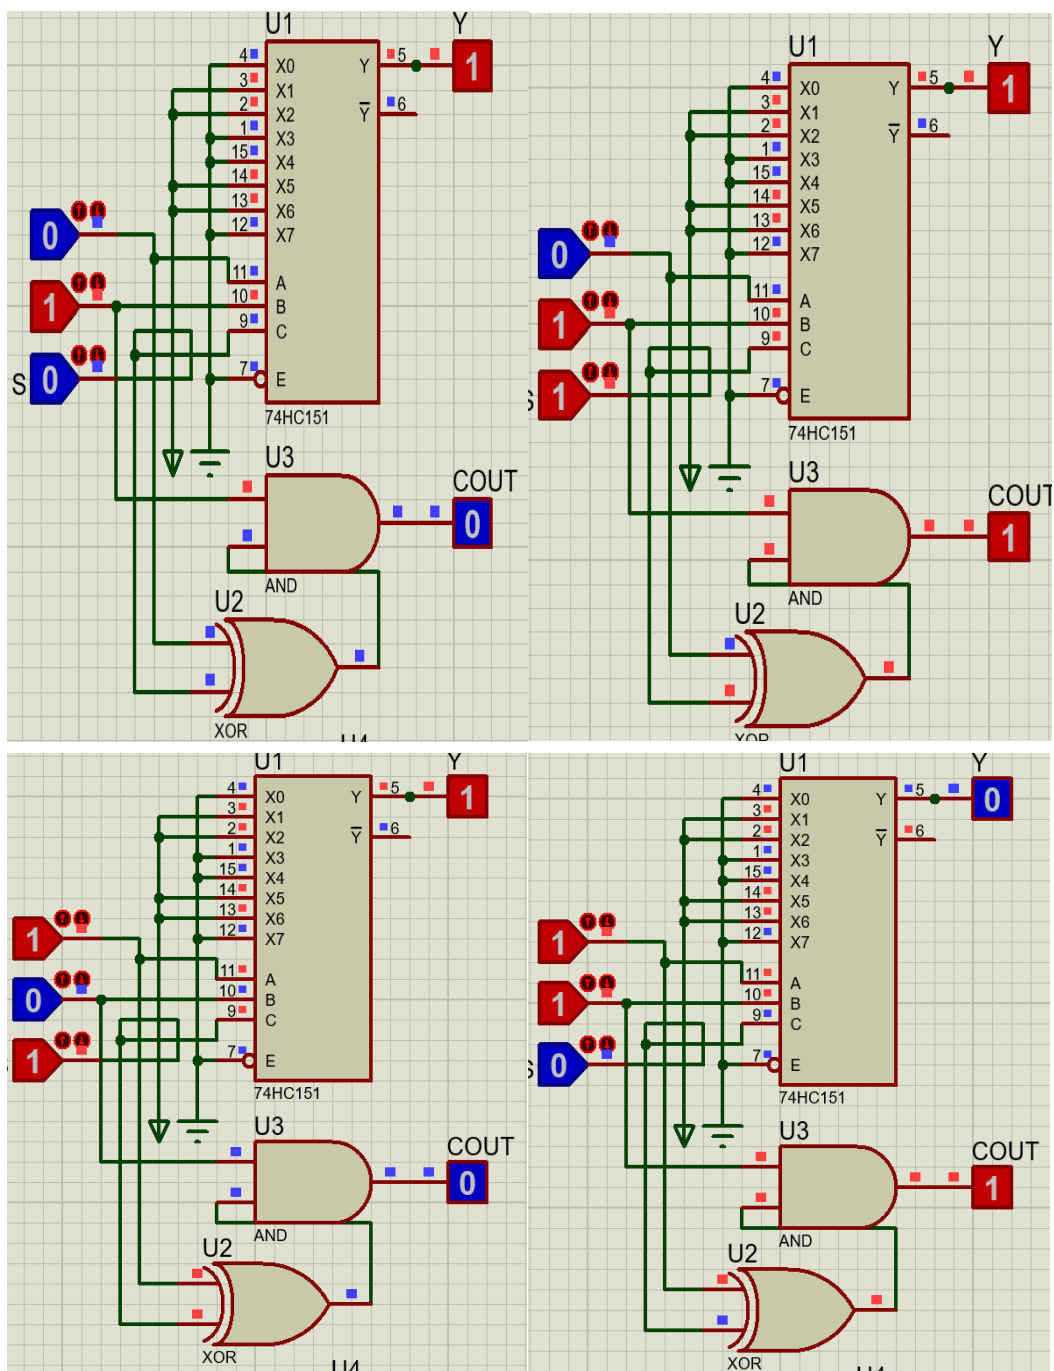 U1
Y
4 X0 Y 5 1
3 X1
2 X2 Y 6
1 X3
15 X4
14 X5
13 X6
12 X7
0
11 A
1
10 B
9 C
S 0
7 E
74HC151
U3
COUT
0
AND
U2
XOR
U1
Y
4 X0 Y 5 1
3 X1
2 X2 Y 6
1 X3
15 X4
14 X5
13 X6
12 X7
0
11 A
1
10 B
9 C
1
7 E
74HC151
U3
COUT
1
AND
U2
XOR
U1
Y
4 X0 Y 5 1
3 X1
2 X2 Y 6
1 X3
15 X4
14 X5
13 X6
12 X7
1
11 A
0
10 B
9 C
1
7 E
74HC151
U3
COUT
0
AND
U2
XOR
U4
U1
Y
4 X0 Y 5 0
3 X1
2 X2 Y 6
1 X3
15 X4
14 X5
13 X6
12 X7
1
11 A
1
10 B
9 C
0
7 E
74HC151
U3
COUT
1
AND
U2
XOR